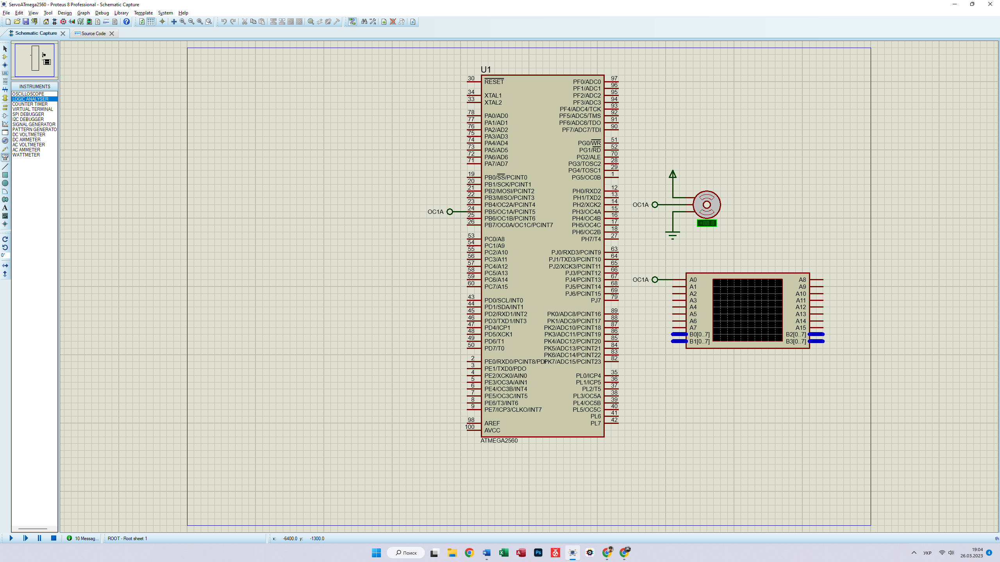 ServoATmega2560 - Proteus 8 Professional - Schematic Capture
File Edit View Tool Design Graph Debug Library Template System Help
Schematic Capture
Source Code
INSTRUMENTS
OSCILLOSCOPE
LOGIC ANALYSER
COUNTER TIMER
VIRTUAL TERMINAL
SPI DEBUGGER
I2C DEBUGGER
SIGNAL GENERATOR
PATTERN GENERATO
DC VOLTMETER
DC AMMETER
AC VOLTMETER
AC AMMETER
WATTMETER
LBL
A
S
0°
U1
30 RESET
34 XTAL1
33 XTAL2
78 PA0/AD0
77 PA1/AD1
76 PA2/AD2
75 PA3/AD3
74 PA4/AD4
73 PA5/AD5
72 PA6/AD6
71 PA7/AD7
19 PB0/SS/PCINT0
20 PB1/SCK/PCINT1
21 PB2/MOSI/PCINT2
22 PB3/MISO/PCINT3
23 PB4/OC2A/PCINT4
OC1A 24 PB5/OC1A/PCINT5
25 PB6/OC1B/PCINT6
26 PB7/OC0A/OC1C/PCINT7
53 PC0/A8
54 PC1/A9
55 PC2/A10
56 PC3/A11
57 PC4/A12
58 PC5/A13
59 PC6/A14
60 PC7/A15
43 PD0/SCL/INT0
44 PD1/SDA/INT1
45 PD2/RXD1/INT2
46 PD3/TXD1/INT3
47 PD4/ICP1
48 PD5/XCK1
49 PD6/T1
50 PD7/T0
2 PE0/RXD0/PCINT8/PDI
3 PE1/TXD0/PDO
4 PE2/XCK0/AIN0
5 PE3/OC3A/AIN1
6 PE4/OC3B/INT4
7 PE5/OC3C/INT5
8 PE6/T3/INT6
9 PE7/ICP3/CLKO/INT7
98 AREF
100 AVCC
PF0/ADC0 97
PF1/ADC1 96
PF2/ADC2 95
PF3/ADC3 94
PF4/ADC4/TCK 93
PF5/ADC5/TMS 92
PF6/ADC6/TDO 91
PF7/ADC7/TDI 90
PG0/WR 51
PG1/RD 52
PG2/ALE 70
PG3/TOSC2 28
PG4/TOSC1 29
PG5/OC0B 1
PH0/RXD2 12
PH1/TXD2 13
PH2/XCK2 14
PH3/OC4A 15
PH4/OC4B 16
PH5/OC4C 17
PH6/OC2B 18
PH7/T4 27
PJ0/RXD3/PCINT9 63
PJ1/TXD3/PCINT10 64
PJ2/XCK3/PCINT11 65
PJ3/PCINT12 66
PJ4/PCINT13 67
PJ5/PCINT14 68
PJ6/PCINT15 69
PJ7 79
PK0/ADC8/PCINT16 89
PK1/ADC9/PCINT17 88
PK2/ADC10/PCINT18 87
PK3/ADC11/PCINT19 86
PK4/ADC12/PCINT20 85
PK5/ADC13/PCINT21 84
PK6/ADC14/PCINT22 83
PK7/ADC15/PCINT23 82
PL0/ICP4 35
PL1/ICP5 36
PL2/T5 37
PL3/OC5A 38
PL4/OC5B 39
PL5/OC5C 40
PL6 41
PL7 42
ATMEGA2560
OC1A
+88.8
OC1A A0 A8
A1 A9
A2 A10
A3 A11
A4 A12
A5 A13
A6 A14
A7 A15
B0[0..7] B2[0..7]
B1[0..7] B3[0..7]
10 Messag...
ROOT - Root sheet 1
x: -6400.0 y: -1300.0
th
Поиск
УКР
19:04
26.03.2023
4